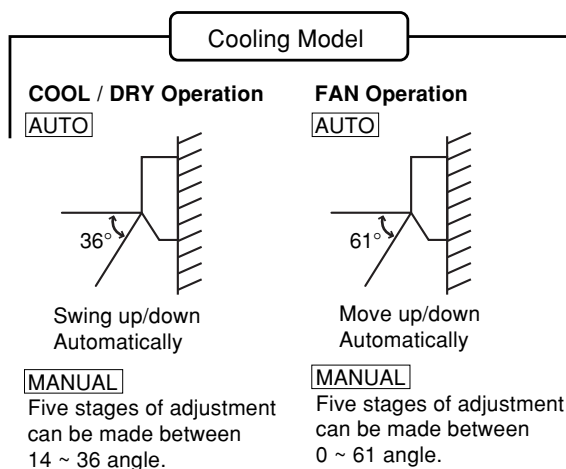 Cooling Model
COOL / DRY Operation
AUTO
36°
Swing up/down
Automatically
MANUAL
Five stages of adjustment
can be made between
14 ~ 36 angle.
FAN Operation
AUTO
61°
Move up/down
Automatically
MANUAL
Five stages of adjustment
can be made between
0 ~ 61 angle.